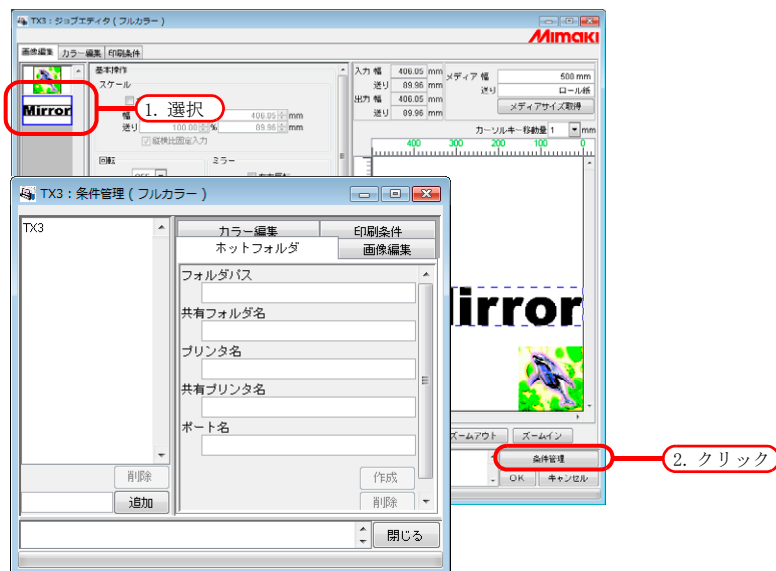 TX3：ジョブエディタ ( フルカラー )
Mimaki
画像編集 カラー編集 印刷条件
Mirror
基本操作
スケール
幅 406.05 mm
送り 100.00 % 89.96 mm
縦横比固定入力
回転 ミラー
OFF
左右反転
入力 幅 406.05 mm
送り 89.96 mm
出力 幅 406.05 mm
送り 89.96 mm
メディア 幅 500 mm
送り ロール紙
メディアサイズ取得
カーソルキー移動量 1 mm
400 300 200 100 0
irror
ズームアウト ズームイン
条件管理
OK キャンセル
1. 選択
2. クリック
TX3：条件管理 ( フルカラー )
TX3
カラー編集 印刷条件
ホットフォルダ 画像編集
フォルダパス
共有フォルダ名
プリンタ名
共有プリンタ名
ポート名
削除
追加
作成
削除
閉じる